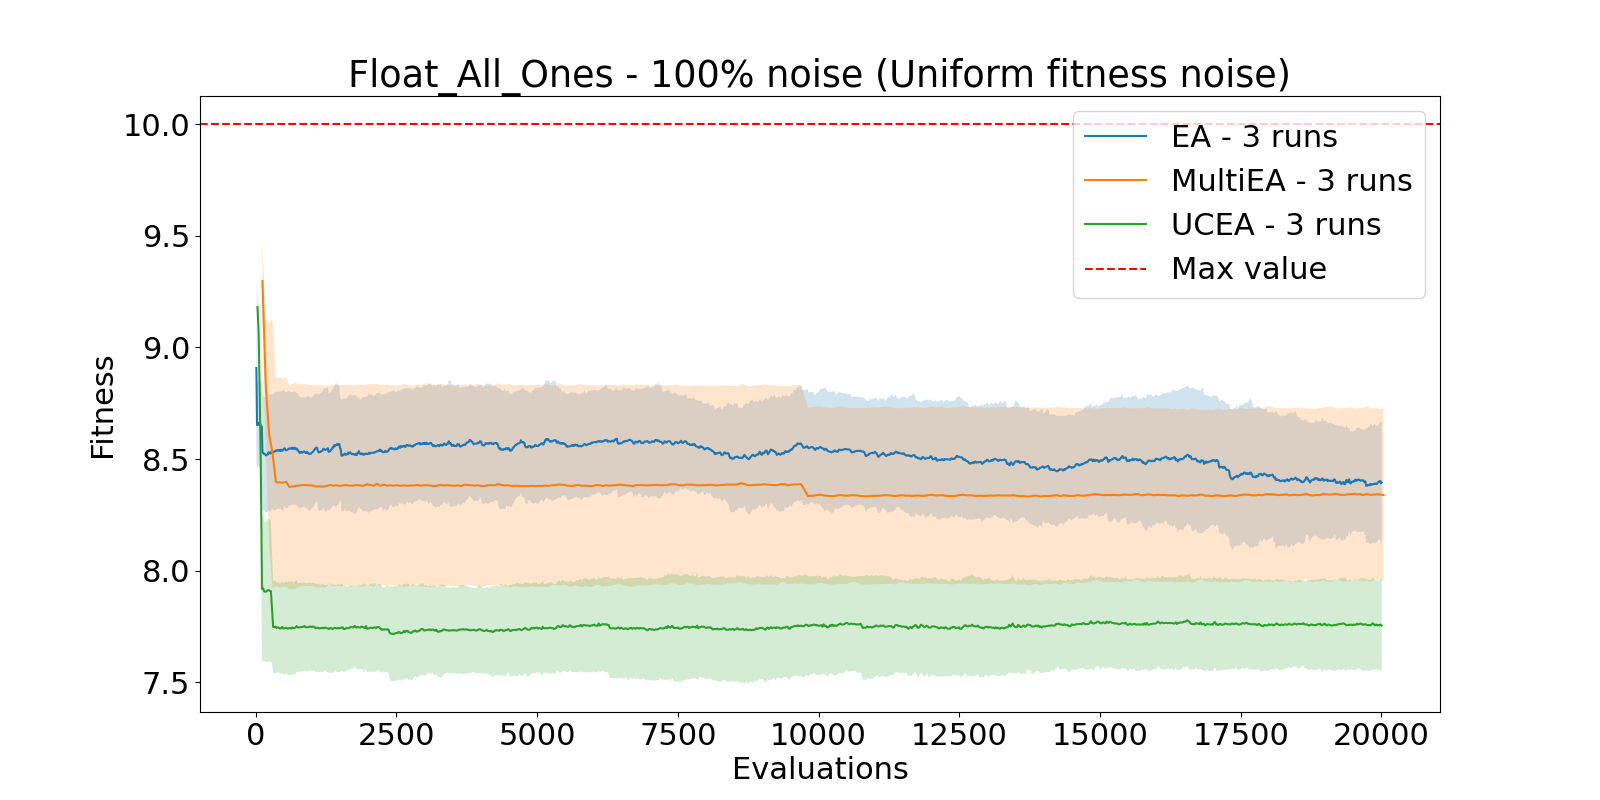 Float_All_Ones - 100% noise (Uniform fitness noise)
10.0
9.5
9.0
8.5
8.0
7.5
Fitness
EA - 3 runs
MultiEA - 3 runs
UCEA - 3 runs
Max value
0 2500 5000 7500 10000 12500 15000 17500 20000
Evaluations